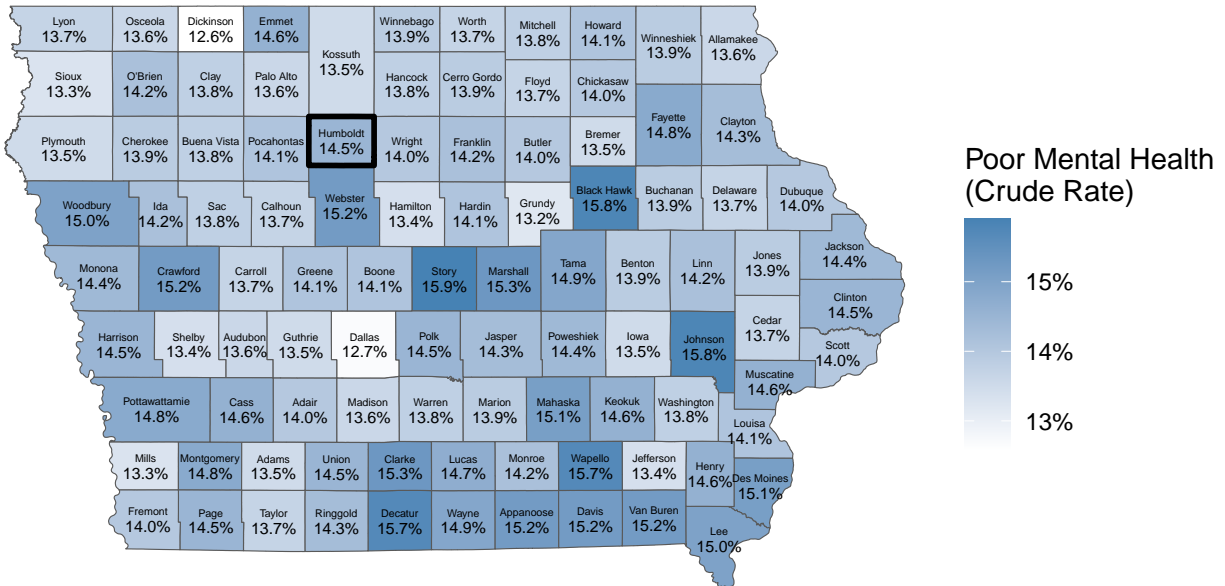 Lyon
13.7%
Osceola
13.6%
Dickinson
12.6%
Emmet
14.6%
Kossuth
13.5%
Winnebago
13.9%
Worth
13.7%
Mitchell
13.8%
Howard
14.1%
Winneshiek
13.9%
Allamakee
13.6%
Sioux
13.3%
O'Brien
14.2%
Clay
13.8%
Palo Alto
13.6%
Hancock
13.8%
Cerro Gordo
13.9%
Floyd
13.7%
Chickasaw
14.0%
Fayette
14.8%
Clayton
14.3%
Plymouth
13.5%
Cherokee
13.9%
Buena Vista
13.8%
Pocahontas
14.1%
Humboldt
14.5%
Wright
14.0%
Franklin
14.2%
Butler
14.0%
Bremer
13.5%
Woodbury
15.0%
Ida
14.2%
Sac
13.8%
Calhoun
13.7%
Webster
15.2%
Hamilton
13.4%
Hardin
14.1%
Grundy
13.2%
Black Hawk
15.8%
Buchanan
13.9%
Delaware
13.7%
Dubuque
14.0%
Monona
14.4%
Crawford
15.2%
Carroll
13.7%
Greene
14.1%
Boone
14.1%
Story
15.9%
Marshall
15.3%
Tama
14.9%
Benton
13.9%
Linn
14.2%
Jones
13.9%
Jackson
14.4%
Clinton
14.5%
Harrison
14.5%
Shelby
13.4%
Audubon
13.6%
Guthrie
13.5%
Dallas
12.7%
Polk
14.5%
Jasper
14.3%
Poweshiek
14.4%
Iowa
13.5%
Johnson
15.8%
Cedar
13.7%
Scott
14.0%
Muscatine
14.6%
Pottawattamie
14.8%
Cass
14.6%
Adair
14.0%
Madison
13.6%
Warren
13.8%
Marion
13.9%
Mahaska
15.1%
Keokuk
14.6%
Washington
13.8%
Louisa
14.1%
Mills
13.3%
Montgomery
14.8%
Adams
13.5%
Union
14.5%
Clarke
15.3%
Lucas
14.7%
Monroe
14.2%
Wapello
15.7%
Jefferson
13.4%
Henry
14.6%
Des Moines
15.1%
Fremont
14.0%
Page
14.5%
Taylor
13.7%
Ringgold
14.3%
Decatur
15.7%
Wayne
14.9%
Appanoose
15.2%
Davis
15.2%
Van Buren
15.2%
Lee
15.0%
Poor Mental Health
(Crude Rate)
15%
14%
13%